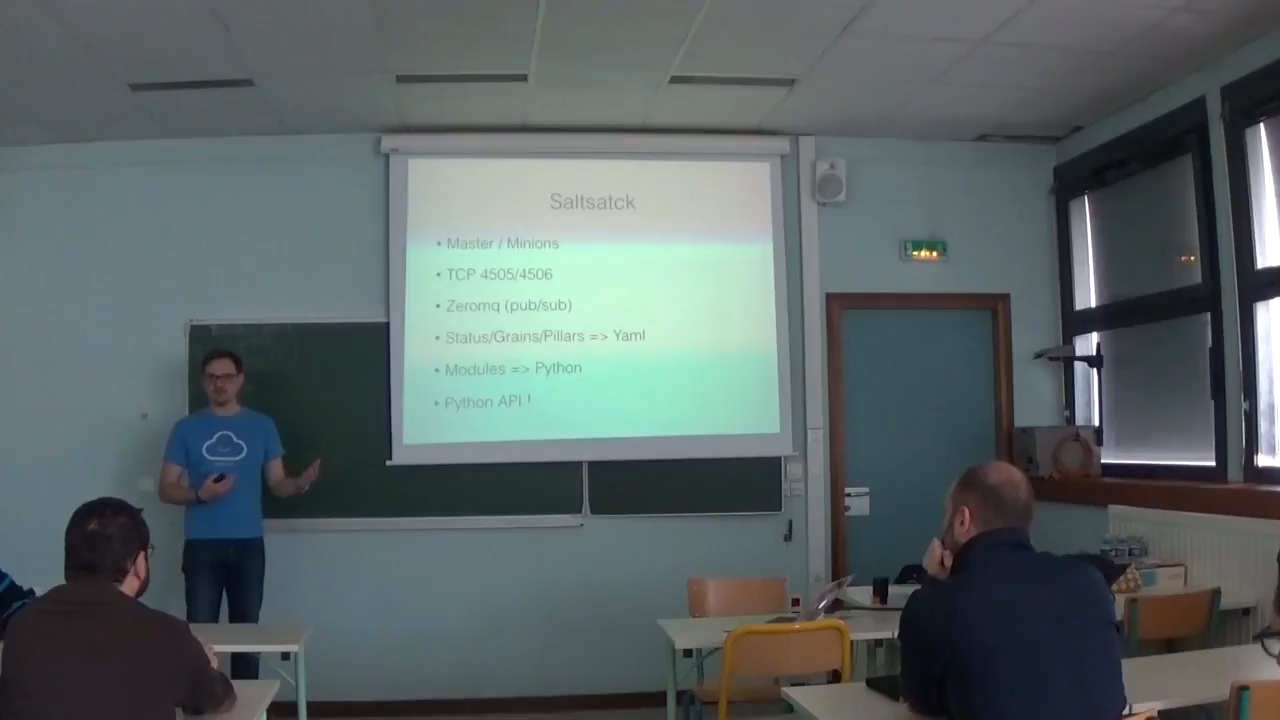 Saltsatck
• Master / Minions
• TCP 4505/4506
• Zeromq (pub/sub)
• Status/Grains/Pillars => Yaml
• Modules => Python
• Python API !